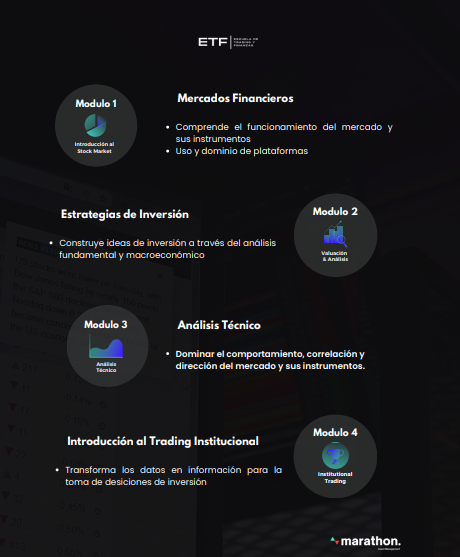 ETF
ESCUELA DE
TRADING Y
FINANZAS
Modulo 1
Introducción al
Stock Market
Mercados Financieros
• Comprende el funcionamiento del mercado y
sus instrumentos
• Uso y dominio de plataformas
Estrategias de Inversión
• Construye ideas de inversión a través del análisis
fundamental y macroeconómico
Modulo 2
Valuación
& Análisis
Modulo 3
Análisis
Técnico
Análisis Técnico
• Dominar el comportamiento, correlación y
dirección del mercado y sus instrumentos.
Introducción al Trading Institucional
• Transforma los datos en información para la
toma de desiciones de inversión
Modulo 4
Institutional
Trading
marathon.